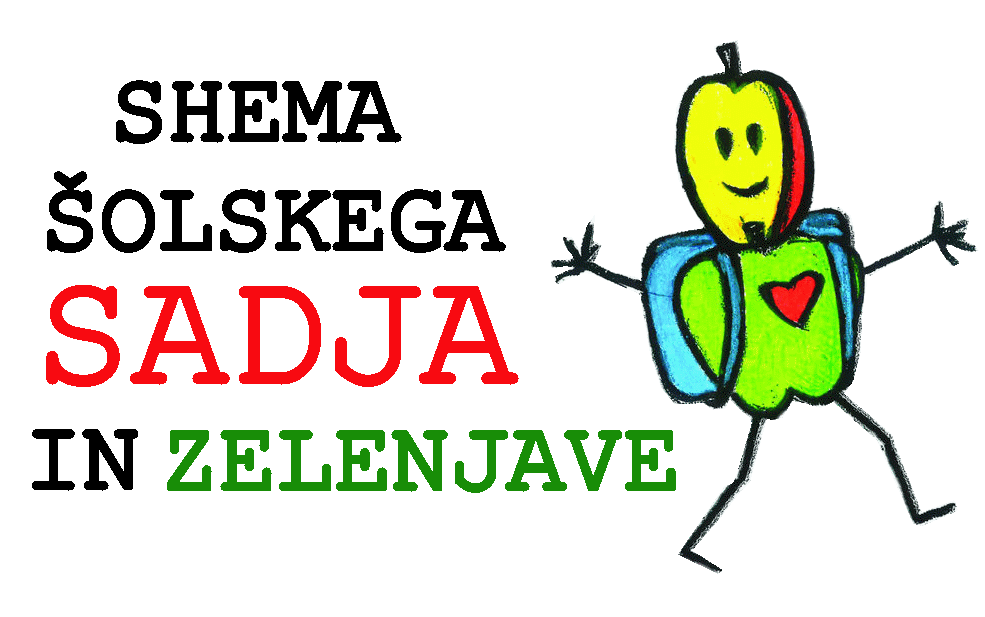 SHEMA
ŠOLSKEGA
SADJA
IN ZELENJAVE